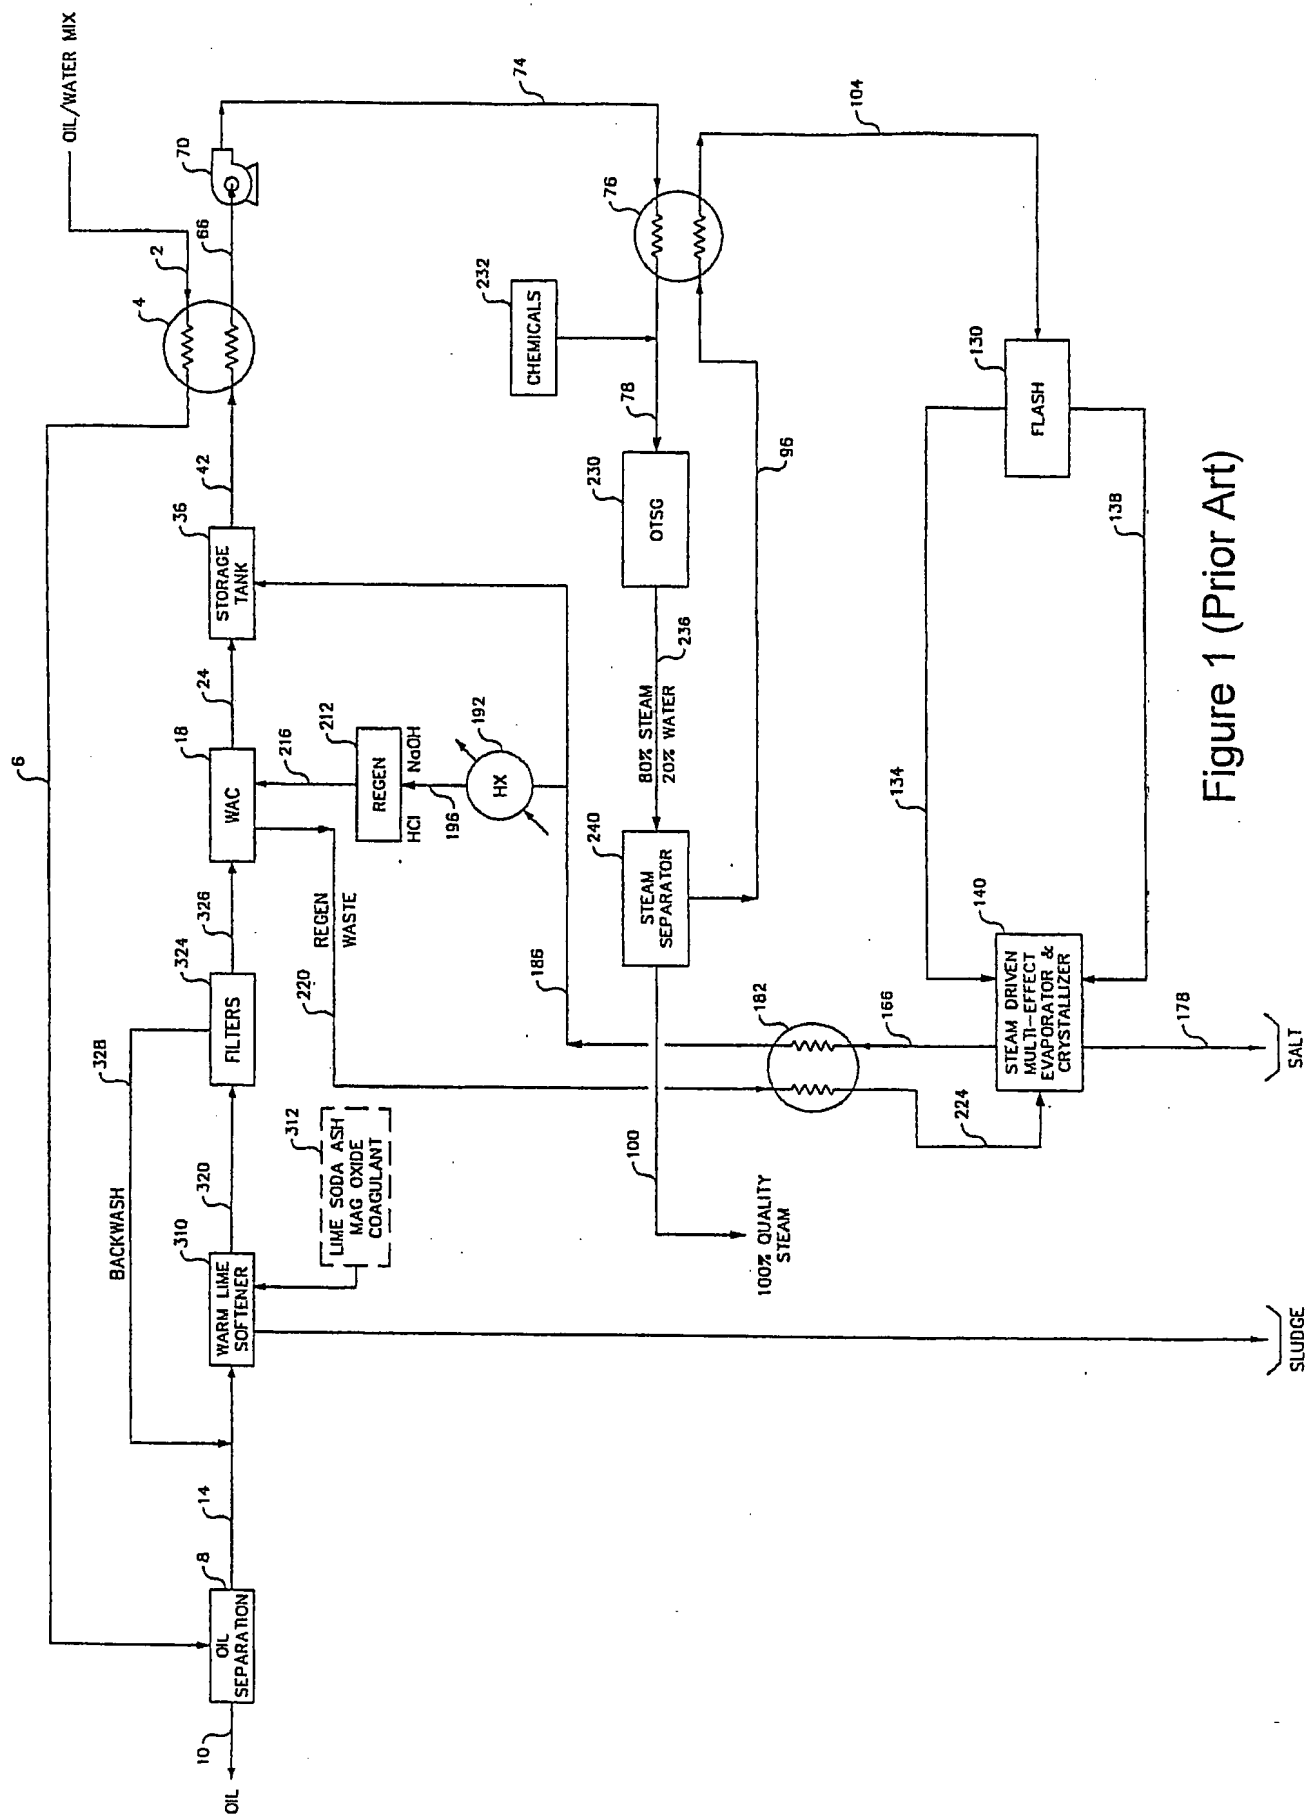 OIL/WATER MIX
2
4
6
66
70
74
42
36
STORAGE
TANK
24
18
WAC
326
324
FILTERS
328
BACKWASH
320
310
WARM LIME
SOFTENER
14
8
OIL
SEPARATION
10
OIL
312
LIME SODA ASH
MAG OXIDE
COAGULANT
REGEN
WASTE
220
216
212
REGEN
HCl
NaOH
196
192
HX
186
232
CHEMICALS
76
78
230
OTSG
236
80% STEAM
20% WATER
240
STEAM
SEPARATOR
96
100
100% QUALITY
STEAM
104
130
FLASH
134
138
140
STEAM DRIVEN
MULTI-EFFECT
EVAPORATOR &
CRYSTALLIZER
182
166
224
178
SALT
SLUDGE
Figure 1 (Prior Art)